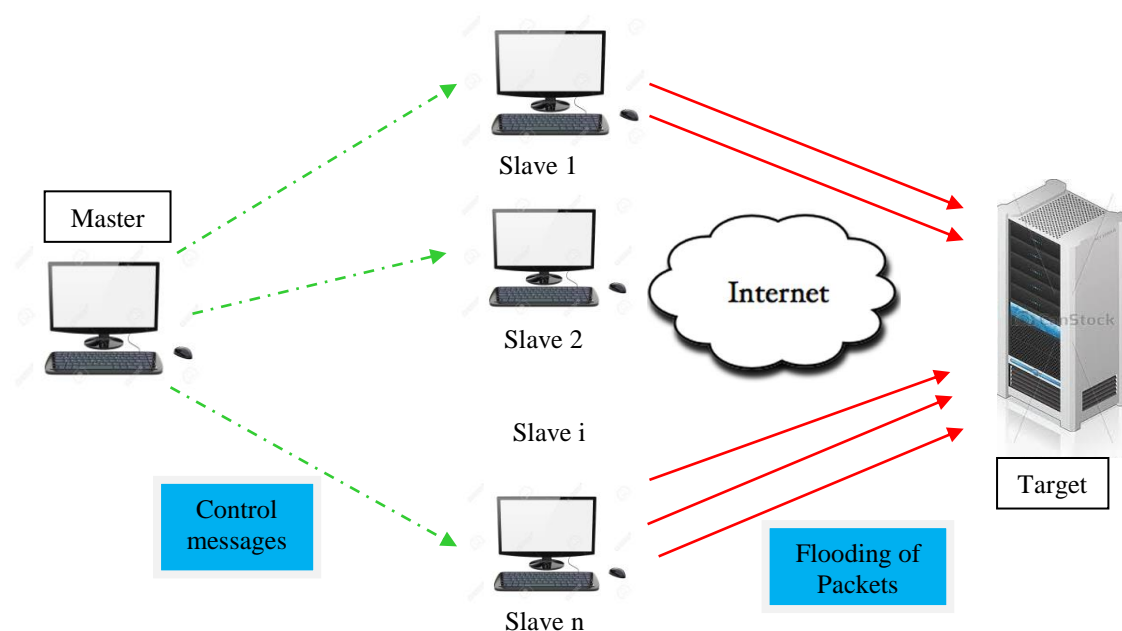 Slave 1
Master
Slave 2
Internet
Slave i
Control
messages
Target
Flooding of
Packets
Slave n